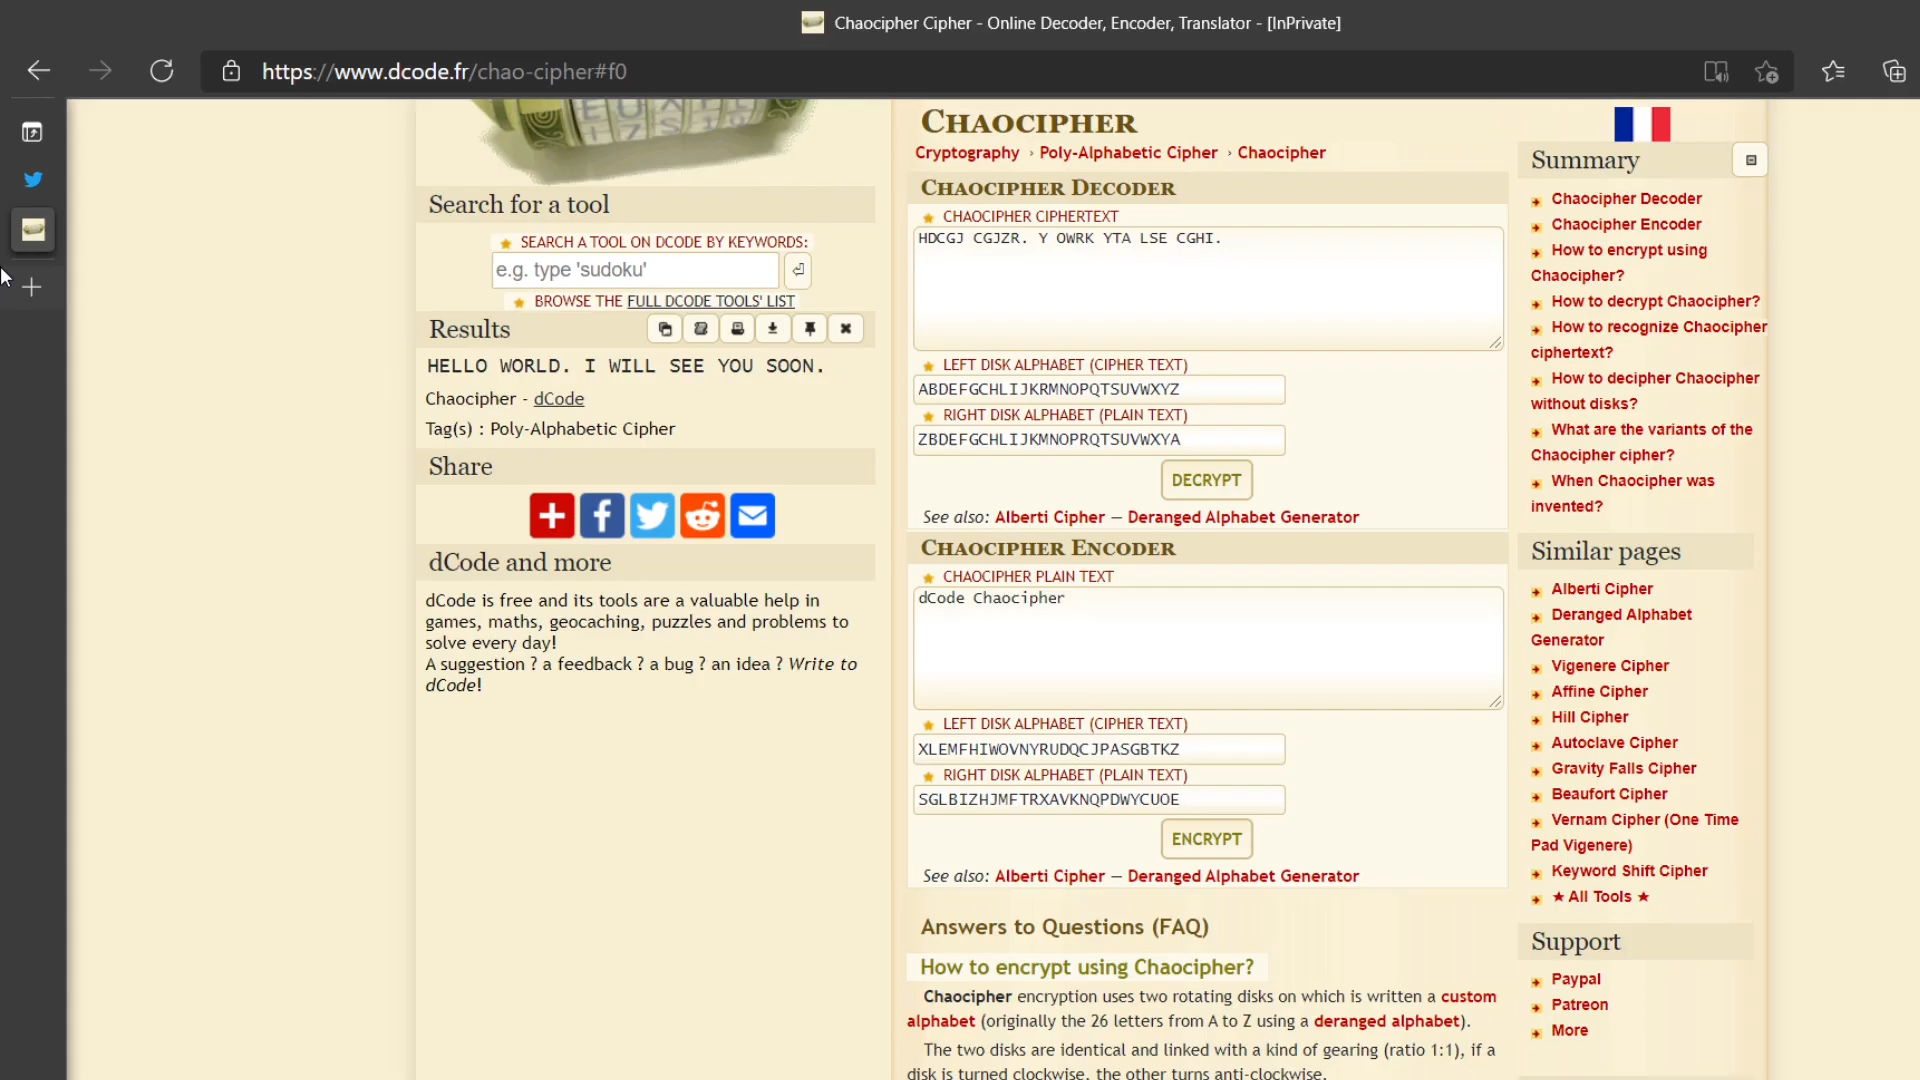 Chaocipher Cipher - Online Decoder, Encoder, Translator - [InPrivate]
https://www.dcode.fr/chao-cipher#f0
Search for a tool
SEARCH A TOOL ON DCODE BY KEYWORDS:
e.g. type 'sudoku'
BROWSE THE FULL DCODE TOOLS' LIST
Results
HELLO WORLD. I WILL SEE YOU SOON.
Chaocipher - dCode
Tag(s) : Poly-Alphabetic Cipher
Share
dCode and more
dCode is free and its tools are a valuable help in
games, maths, geocaching, puzzles and problems to
solve every day!
A suggestion ? a feedback ? a bug ? an idea ? Write to
dCode!
CHAOCIPHER
Cryptography › Poly-Alphabetic Cipher › Chaocipher
CHAOCIPHER DECODER
CHAOCIPHER CIPHERTEXT
HDCGJ CGJZR. Y OWRK YTA LSE CGHI.
LEFT DISK ALPHABET (CIPHER TEXT)
ABDEFGCHLIJKRMNOPQTSUVWXYZ
RIGHT DISK ALPHABET (PLAIN TEXT)
ZBDEFGCHLIJKMNOPRQTSUVWXYA
DECRYPT
See also: Alberti Cipher — Deranged Alphabet Generator
CHAOCIPHER ENCODER
CHAOCIPHER PLAIN TEXT
dCode Chaocipher
LEFT DISK ALPHABET (CIPHER TEXT)
XLEMFHIWOVNYRUDQCJPASGBTKZ
RIGHT DISK ALPHABET (PLAIN TEXT)
SGLBIZHJMFTRXAVKNQPDWYCUOE
ENCRYPT
See also: Alberti Cipher — Deranged Alphabet Generator
Answers to Questions (FAQ)
How to encrypt using Chaocipher?
Chaocipher encryption uses two rotating disks on which is written a custom
alphabet (originally the 26 letters from A to Z using a deranged alphabet).
The two disks are identical and linked with a kind of gearing (ratio 1:1), if a
disk is turned clockwise, the other turns anti-clockwise.
Summary
Chaocipher Decoder
Chaocipher Encoder
How to encrypt using
Chaocipher?
How to decrypt Chaocipher?
How to recognize Chaocipher
ciphertext?
How to decipher Chaocipher
without disks?
What are the variants of the
Chaocipher cipher?
When Chaocipher was
invented?
Similar pages
Alberti Cipher
Deranged Alphabet
Generator
Vigenere Cipher
Affine Cipher
Hill Cipher
Autoclave Cipher
Gravity Falls Cipher
Beaufort Cipher
Vernam Cipher (One Time
Pad Vigenere)
Keyword Shift Cipher
★ All Tools ★
Support
Paypal
Patreon
More